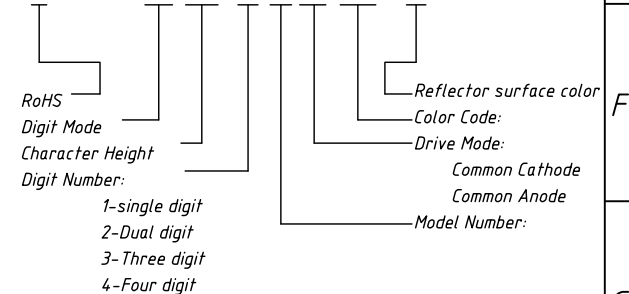 RoHS
Digit Mode
Character Height
Digit Number:
1-single digit
2-Dual digit
3-Three digit
4-Four digit
Reflector surface color
Color Code:
Drive Mode:
Common Cathode
Common Anode
Model Number:
F